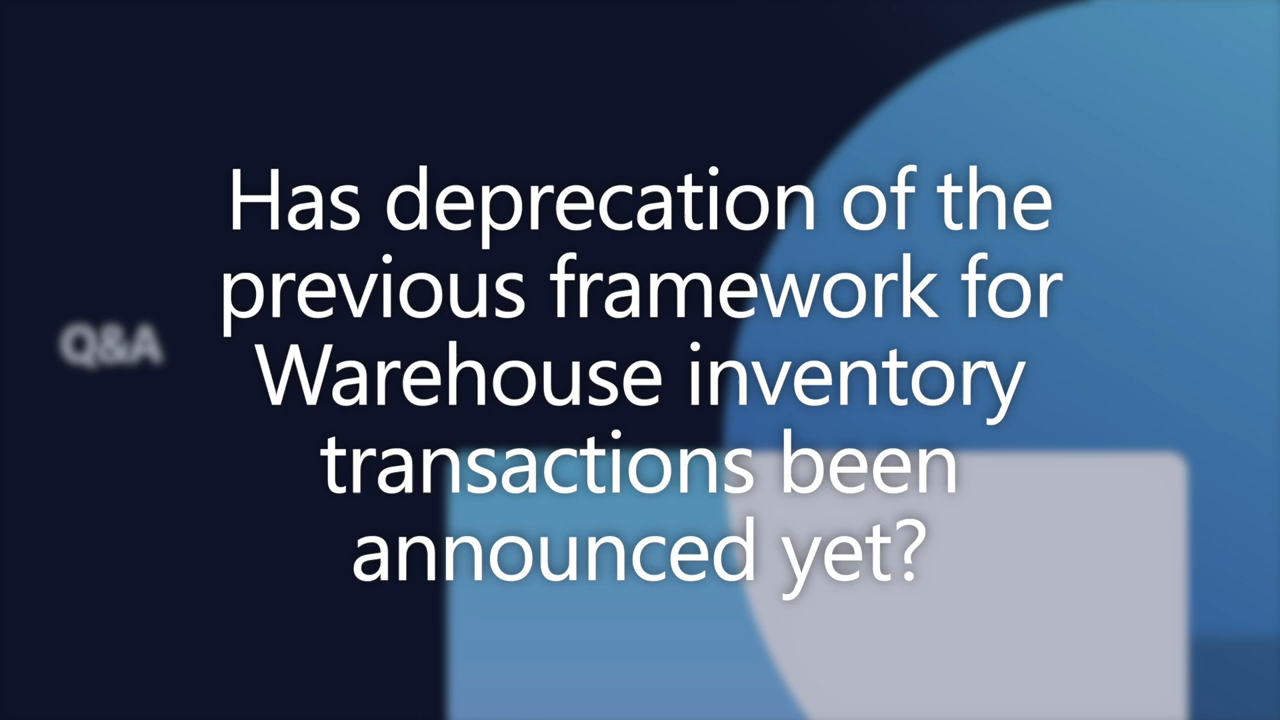 Has deprecation of the
previous framework for
Q&A
Warehouse inventory
transactions been
announced yet?